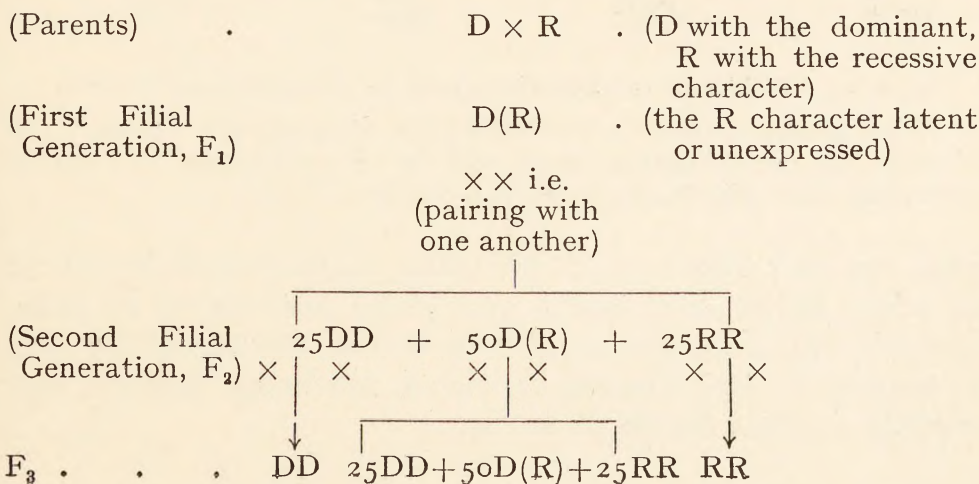 (Parents) . D × R . (D with the dominant,
R with the recessive
character)
(First Filial D(R) . (the R character latent
Generation, F₁) or unexpressed)
× × i.e.
(pairing with
one another)
(Second Filial 25DD + 50D(R) + 25RR
Generation, F₂) × × × × × ×
F₃ . . . DD 25DD+50D(R)+25RR RR